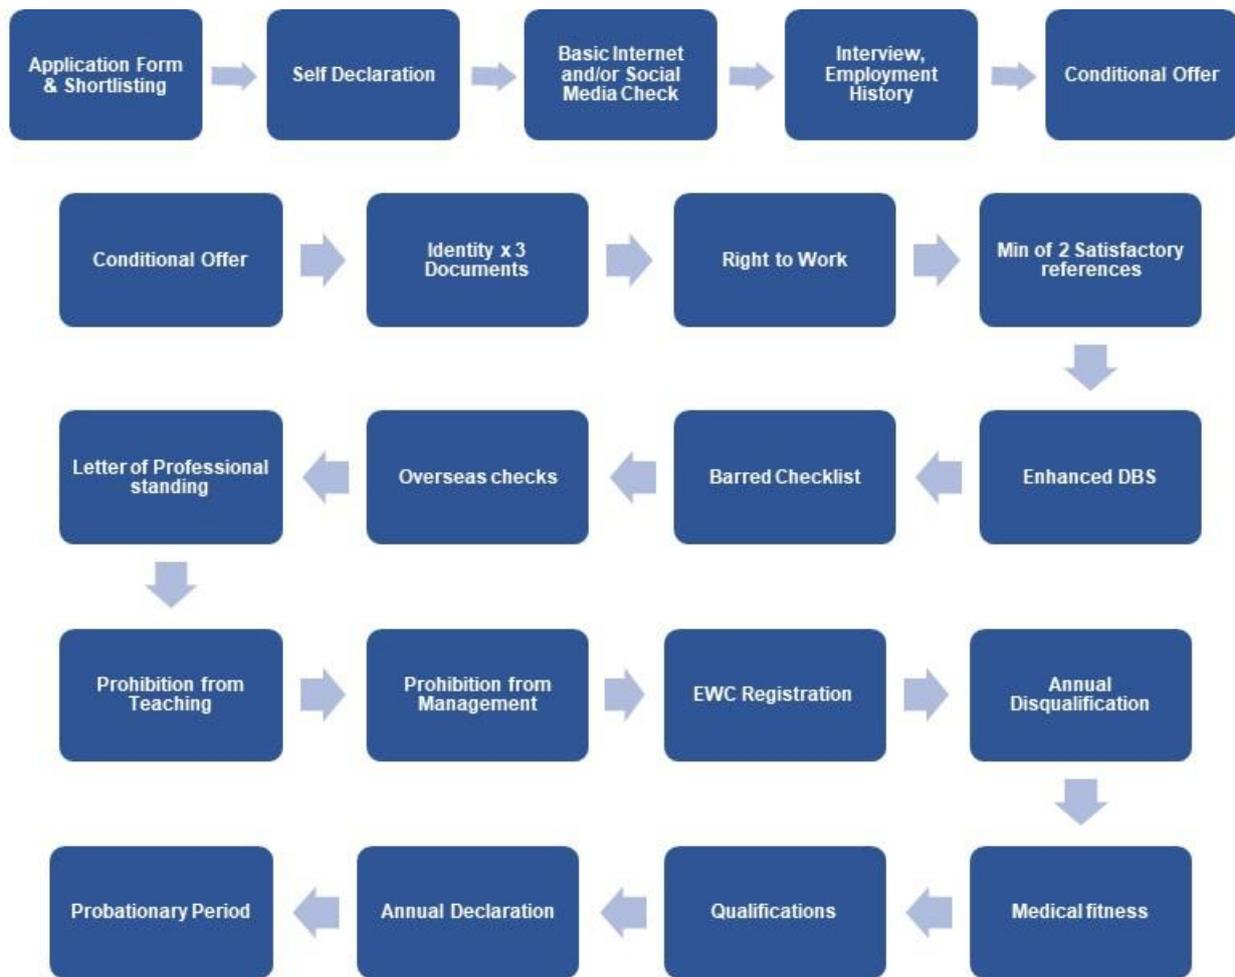 Application Form
& Shortlisting
Self Declaration
Basic Internet
and/or Social
Media Check
Interview,
Employment
History
Conditional Offer
Conditional Offer
Identity x 3
Documents
Right to Work
Min of 2 Satisfactory
references
Enhanced DBS
Barred Checklist
Overseas checks
Letter of Professional
standing
Prohibition from
Teaching
Prohibition from
Management
EWC Registration
Annual
Disqualification
Medical fitness
Qualifications
Annual Declaration
Probationary Period